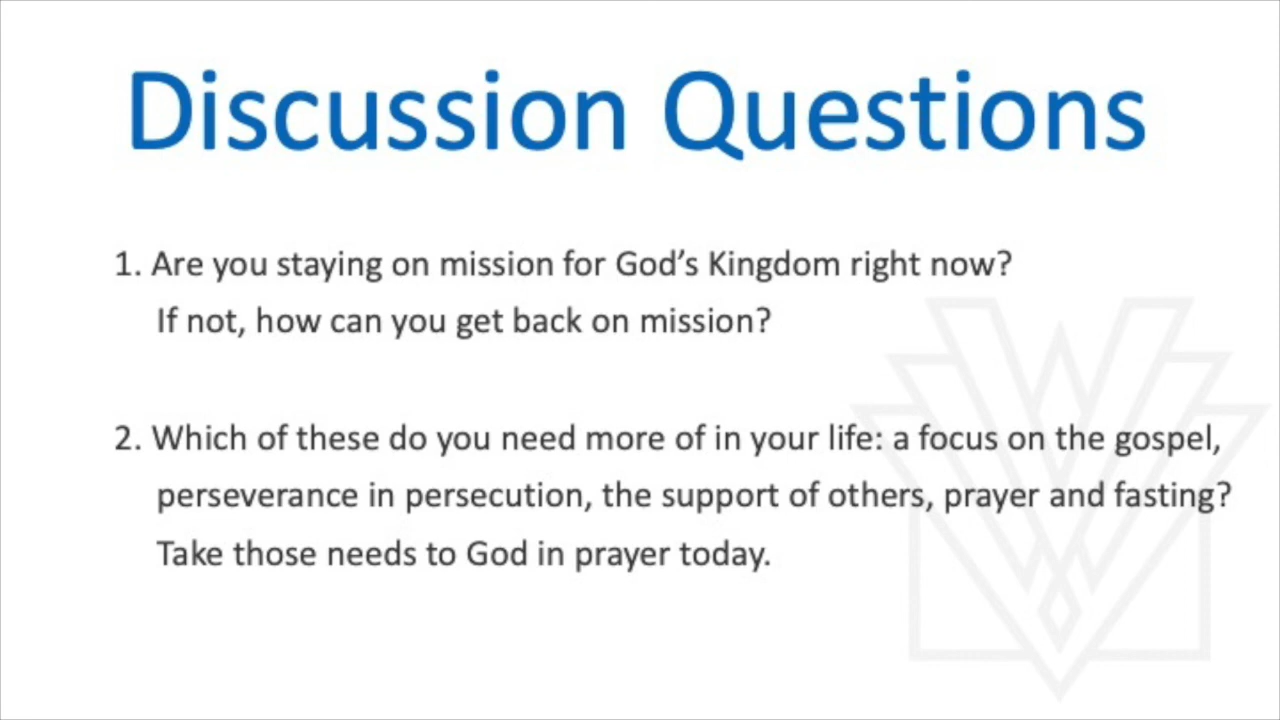 Discussion Questions
1. Are you staying on mission for God’s Kingdom right now?
If not, how can you get back on mission?
2. Which of these do you need more of in your life: a focus on the gospel,
perseverance in persecution, the support of others, prayer and fasting?
Take those needs to God in prayer today.